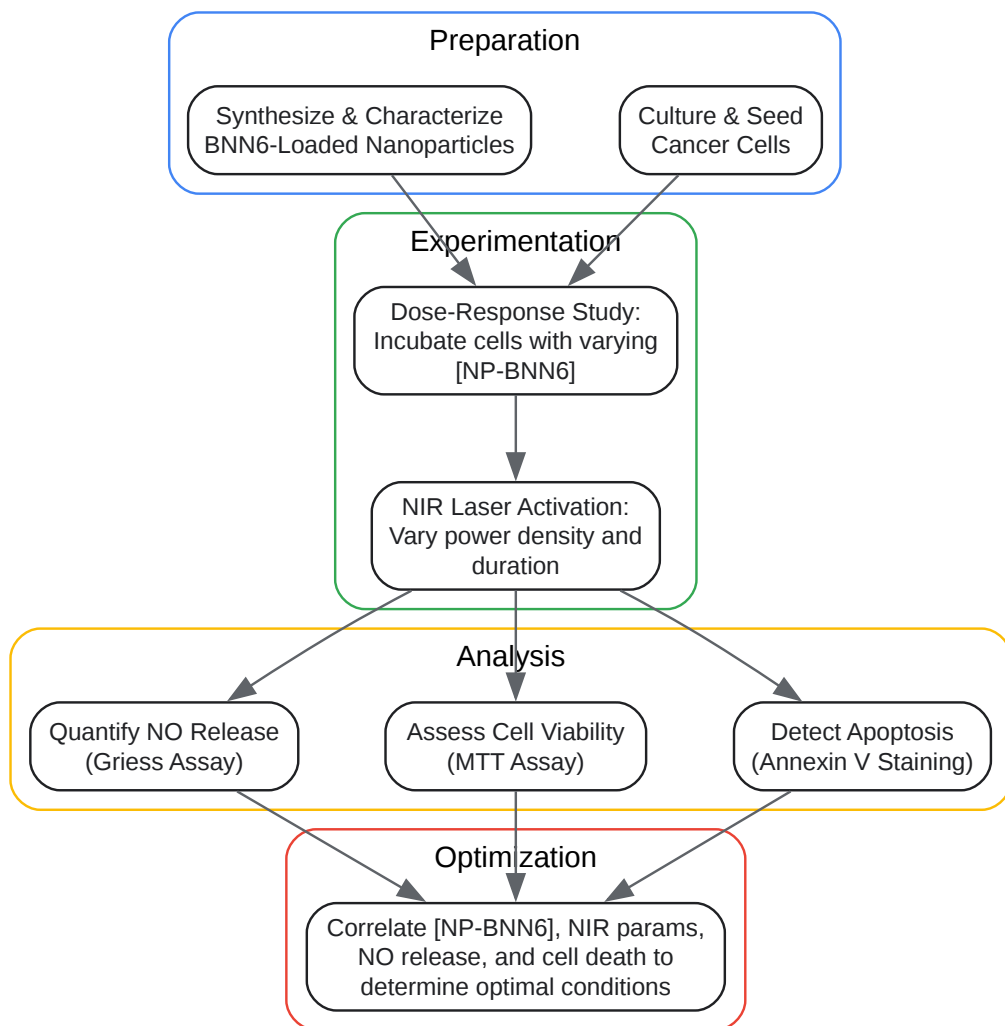 Preparation
Synthesize & Characterize
BNN6-Loaded Nanoparticles
Culture & Seed
Cancer Cells
Experimentation
Dose-Response Study:
Incubate cells with varying
[NP-BNN6]
NIR Laser Activation:
Vary power density and
duration
Analysis
Quantify NO Release
(Griess Assay)
Assess Cell Viability
(MTT Assay)
Detect Apoptosis
(Annexin V Staining)
Optimization
Correlate [NP-BNN6], NIR params,
NO release, and cell death to
determine optimal conditions